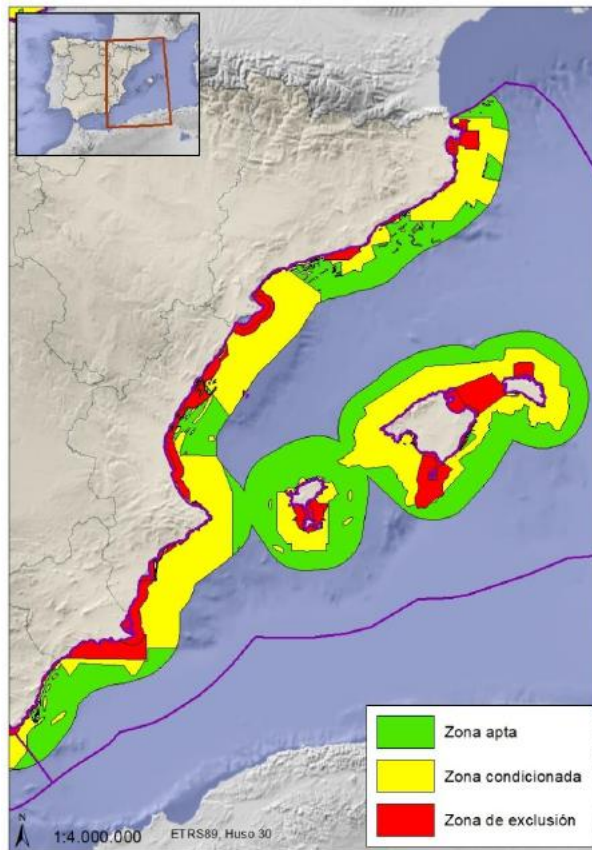 Zona apta
Zona condicionada
Zona de exclusión
N
1:4.000.000
ETRS89, Huso 30